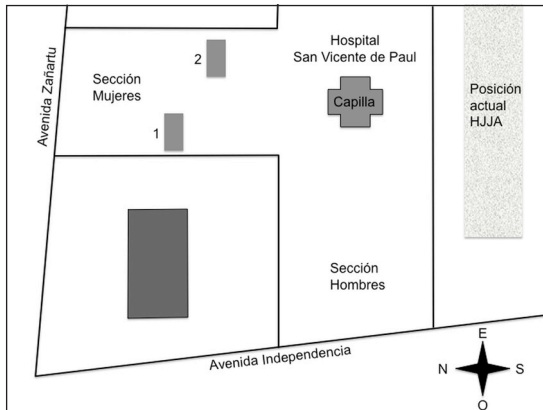 Avenida Zañartu
Sección
Mujeres
2
1
Hospital
San Vicente de Paul
Capilla
Posición
actual
HJJA
Sección
Hombres
Avenida Independencia
E
N
S
O